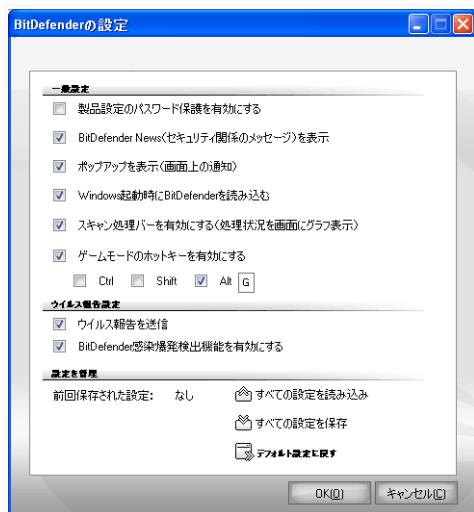 BitDefenderの設定
一般設定
製品設定のパスワード保護を有効にする
BitDefender News(セキュリティ関係のメッセージ)を表示
ポップアップを表示(画面上の通知)
Windows起動時にBitDefenderを読み込む
スキャン処理バーを有効にする(処理状況を画面にグラフ表示)
ゲームモードのホットキーを有効にする
Ctrl Shift Alt G
ウイルス報告設定
ウイルス報告を送信
BitDefender感染爆発検出機能を有効にする
設定を管理
前回保存された設定: なし すべての設定を読み込み
すべての設定を保存
デフォルト設定に戻す
OK(O) キャンセル(C)